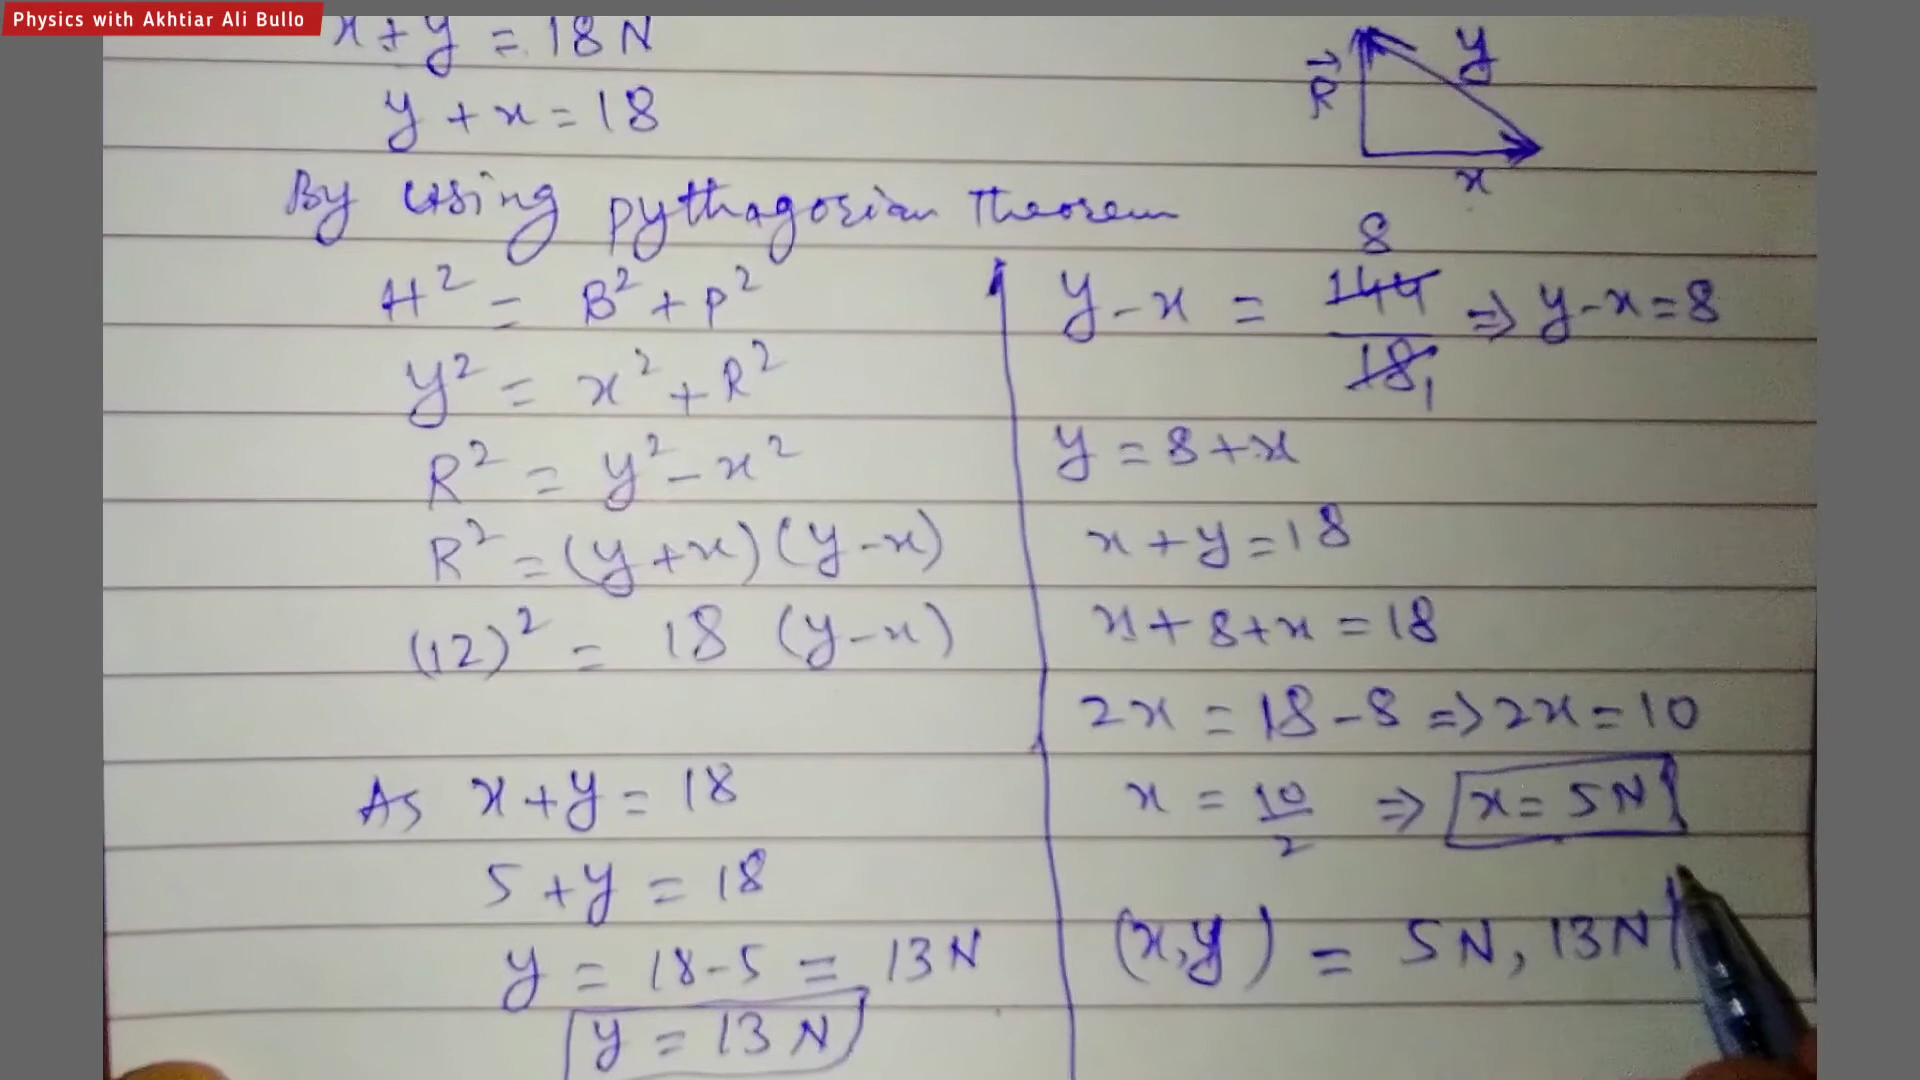 Physics with Akhtiar Ali Bullo
x + y = 18 N
y + x = 18
By using pythagorian Theorem
H² = B² + P²
y² = x² + R²
R² = y² - x²
R² = (y + x) (y - x)
(12)² = 18 (y - x)
As x + y = 18
5 + y = 18
y = 18 - 5 = 13 N
y = 13 N
R
y
x
8
y - x = 144/18 ⇒ y - x = 8
1
y = 8 + x
x + y = 18
x + 8 + x = 18
2x = 18 - 8 ⇒ 2x = 10
x = 10/2 ⇒ x = 5 N
(x, y) = 5 N, 13 N